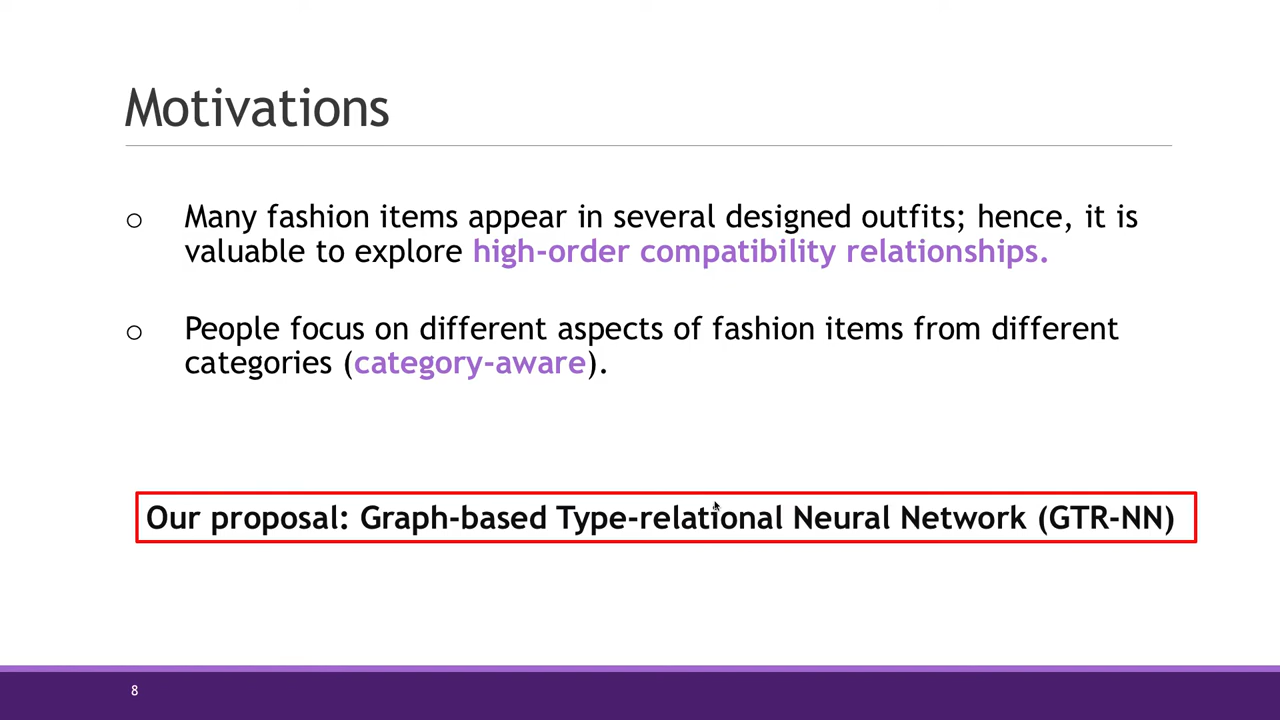 Motivations
o Many fashion items appear in several designed outfits; hence, it is
valuable to explore high-order compatibility relationships.
o People focus on different aspects of fashion items from different
categories (category-aware).
Our proposal: Graph-based Type-relational Neural Network (GTR-NN)
8